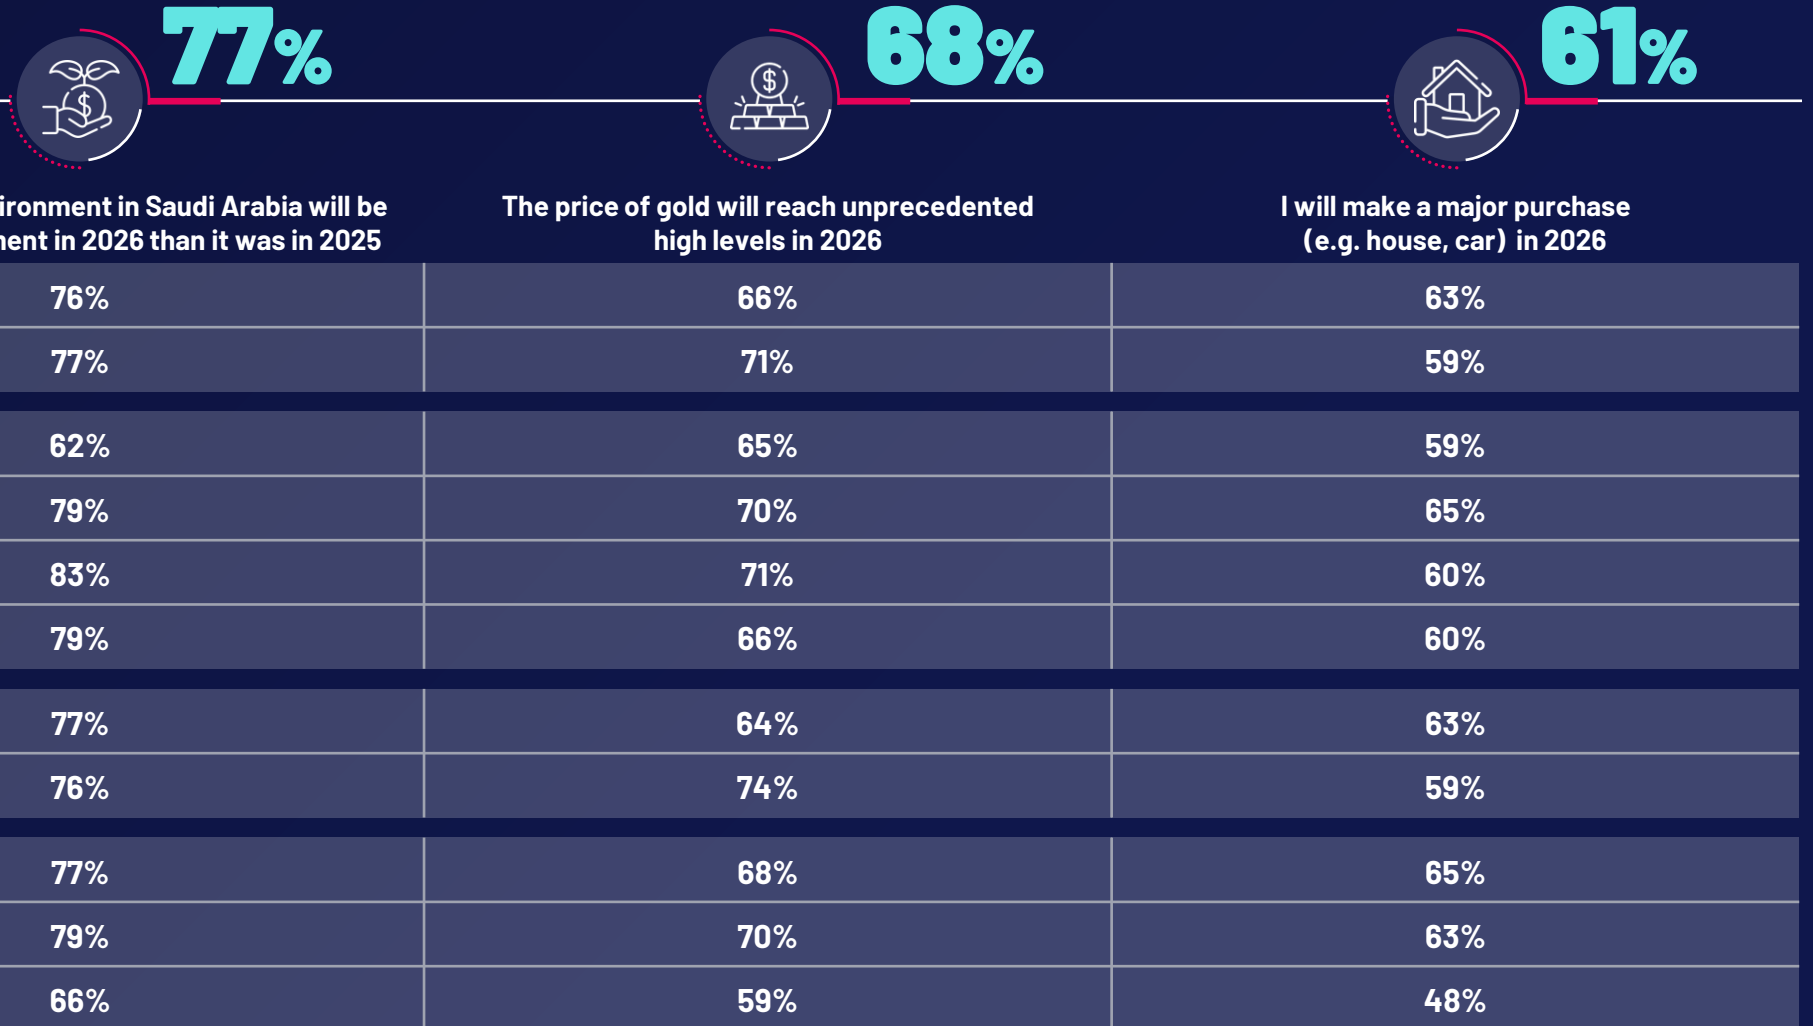 77% 68% 61%
in Saudi Arabia will be
in 2026 than it was in 2025
The price of gold will reach unprecedented
high levels in 2026
I will make a major purchase
(e.g. house, car) in 2026
76% 66% 63%
77% 71% 59%
62% 65% 59%
79% 70% 65%
83% 71% 60%
79% 66% 60%
77% 64% 63%
76% 74% 59%
77% 68% 65%
79% 70% 63%
66% 59% 48%